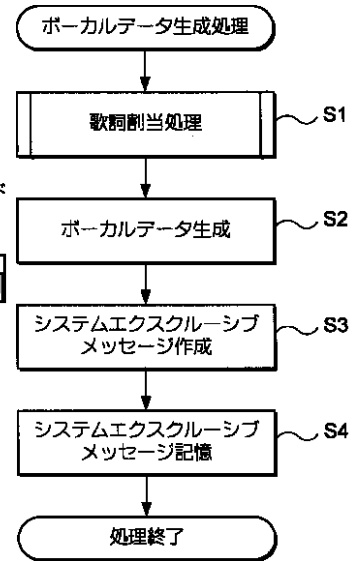 ボーカルデータ生成処理
歌詞割当処理
S1
ボーカルデータ生成
S2
システムエクスクルーシブ
メッセージ作成
S3
システムエクスクルーシブ
メッセージ記憶
S4
処理終了